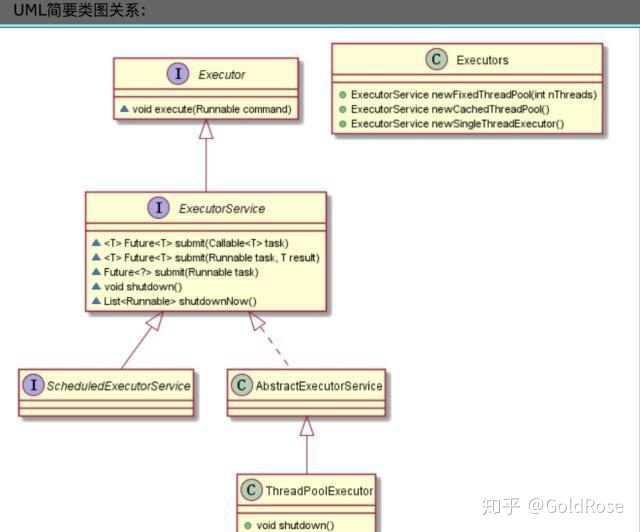 UML简要类图关系：
I Executor
void execute(Runnable command)
C Executors
ExecutorService newFixedThreadPool(int nThreads)
ExecutorService newCachedThreadPool()
ExecutorService newSingleThreadExecutor()
I ExecutorService
<T> Future<T> submit(Callable<T> task)
<T> Future<T> submit(Runnable task, T result)
Future<?> submit(Runnable task)
void shutdown()
List<Runnable> shutdownNow()
I ScheduledExecutorService
C AbstractExecutorService
C ThreadPoolExecutor
void shutdown()
知乎 @GoldRose